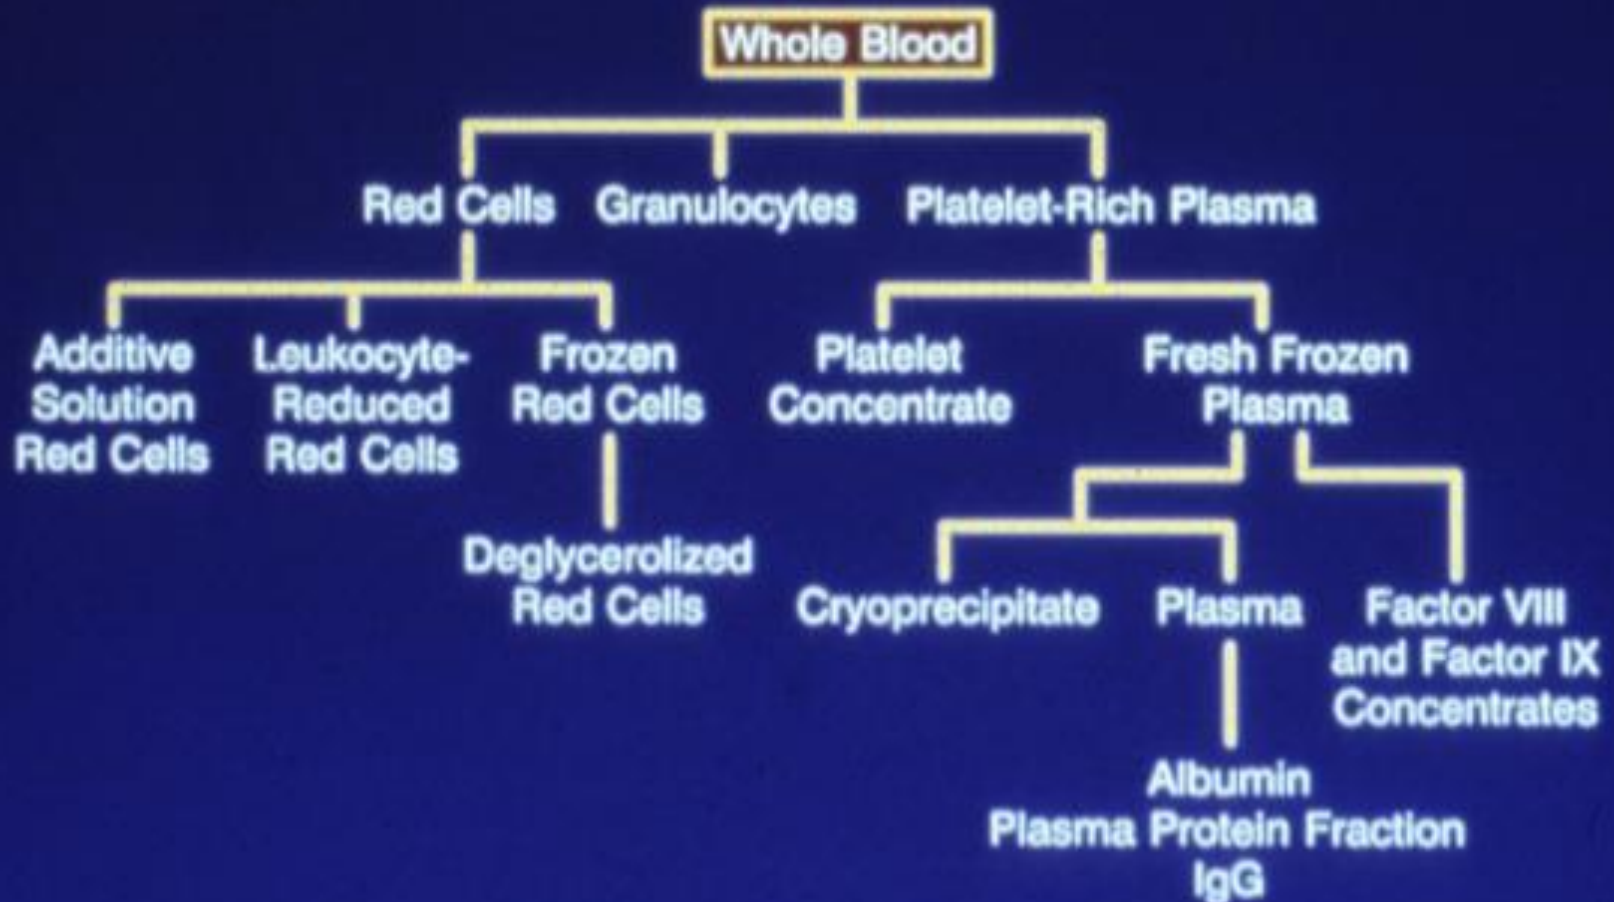 Whole Blood
Red Cells Granulocytes Platelet-Rich Plasma
Additive
Solution
Red Cells
Leukocyte-
Reduced
Red Cells
Frozen
Red Cells
Platelet
Concentrate
Fresh Frozen
Plasma
Deglycerolized
Red Cells
Cryoprecipitate
Plasma
Factor VIII
and Factor IX
Concentrates
Albumin
Plasma Protein Fraction
IgG